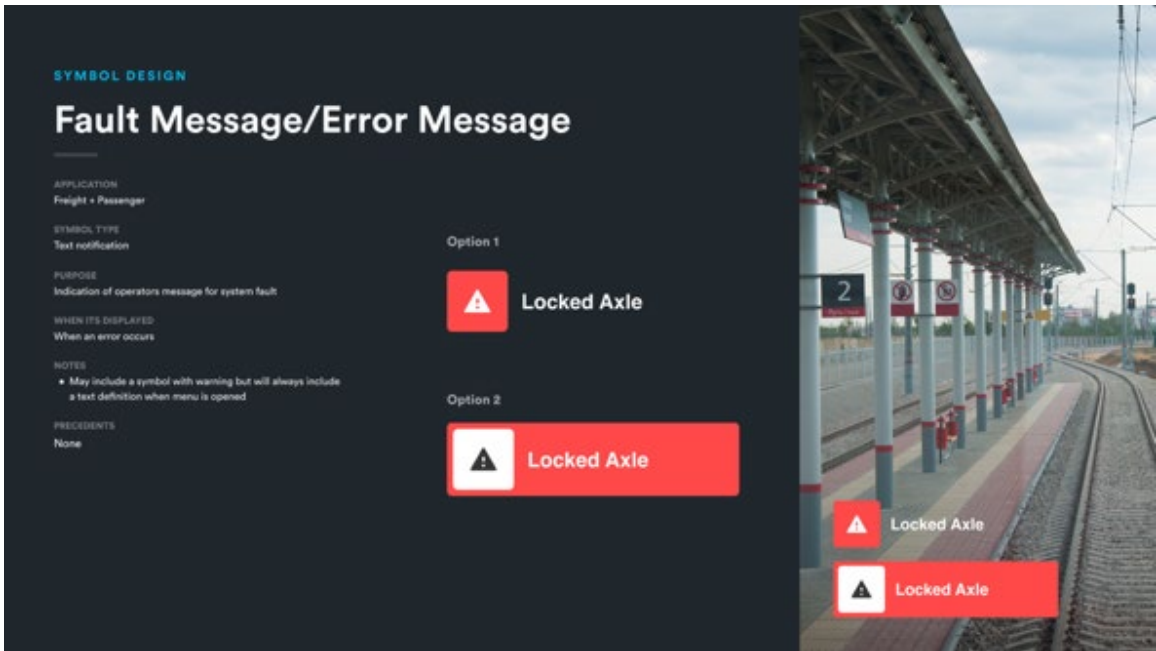 SYMBOL DESIGN
Fault Message/Error Message
APPLICATION
Freight + Passenger
SYMBOL TYPE
Text notification
PURPOSE
Indication of operators message for system fault
WHEN ITS DISPLAYED
When an error occurs
NOTES
• May include a symbol with warning but will always include
a text definition when menu is opened
PRECEDENTS
None
Option 1
Locked Axle
Option 2
Locked Axle
2
Locked Axle
Locked Axle